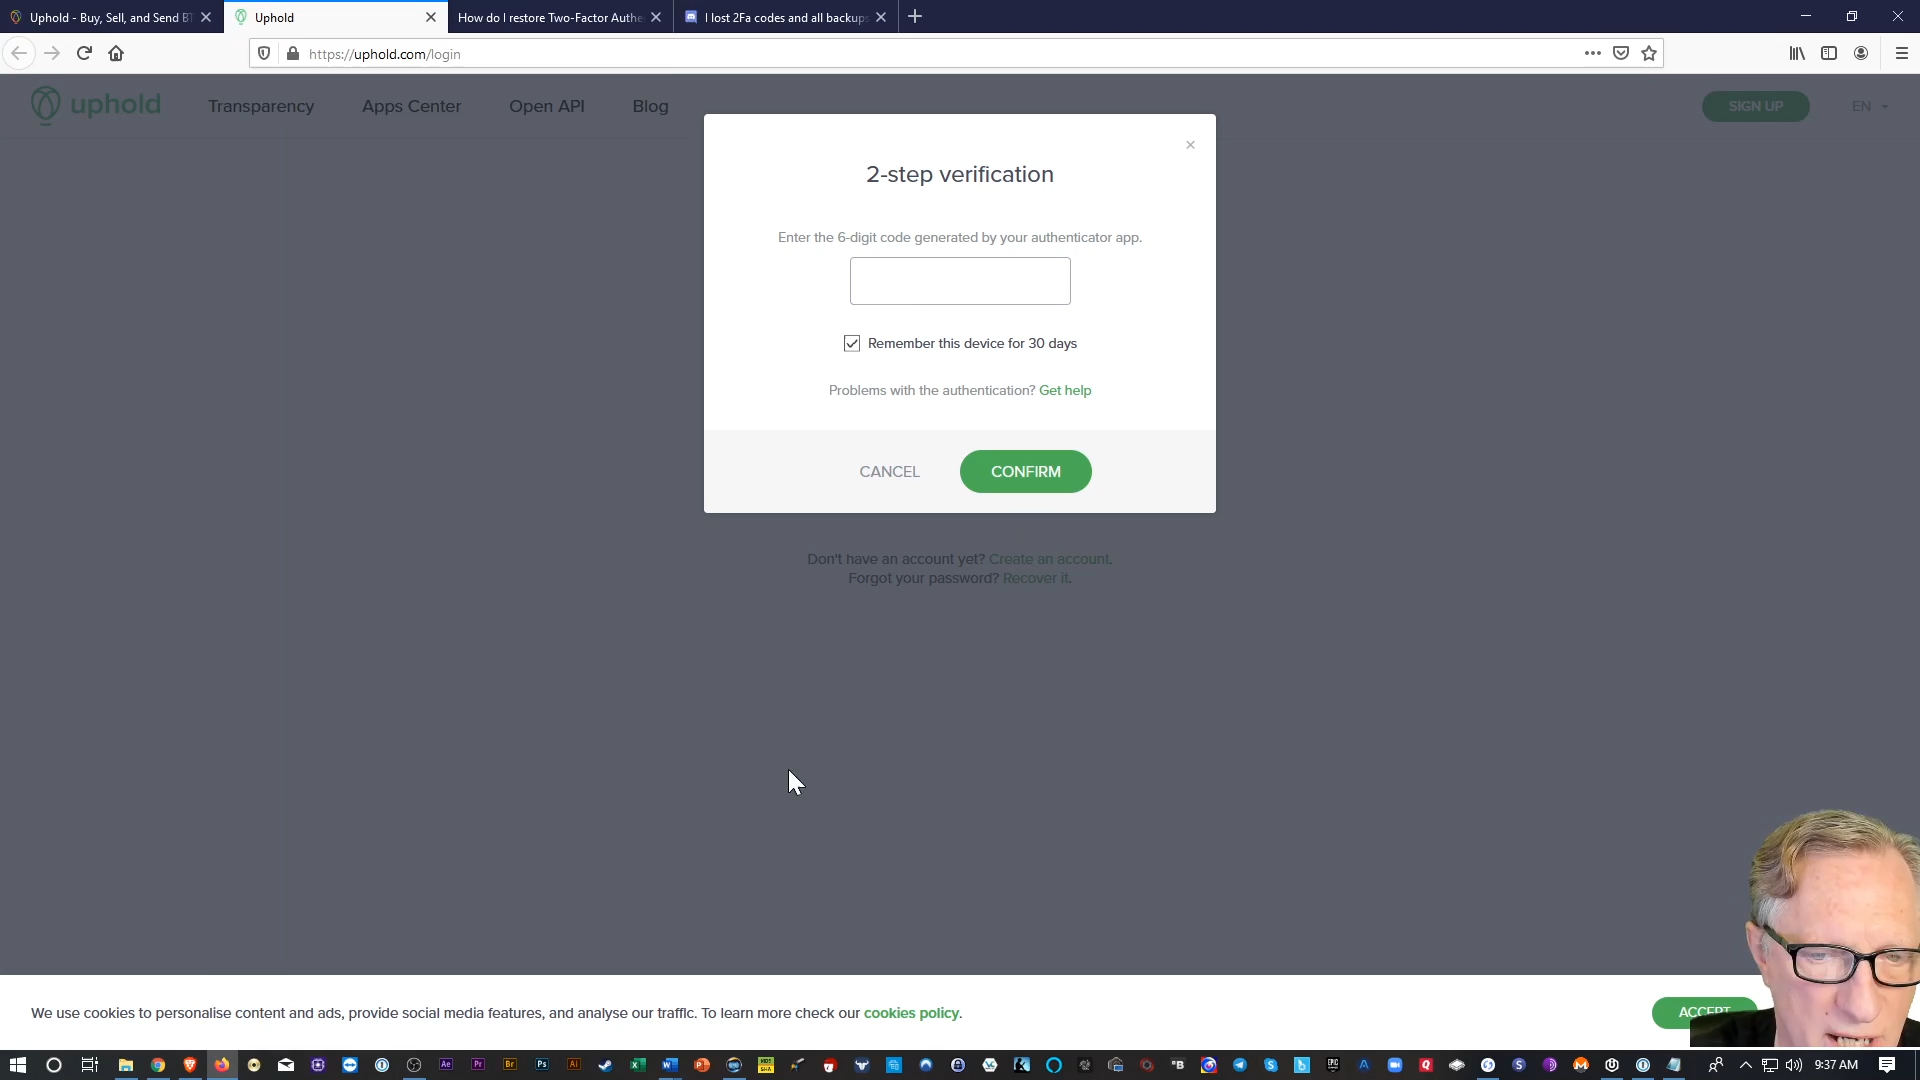 Uphold - Buy, Sell, and Send BT
Uphold
How do I restore Two-Factor Authe
I lost 2Fa codes and all backups
https://uphold.com/login
uphold
Transparency
Apps Center
Open API
Blog
SIGN UP
EN
2-step verification
Enter the 6-digit code generated by your authenticator app.
Remember this device for 30 days
Problems with the authentication? Get help
CANCEL
CONFIRM
Don't have an account yet? Create an account.
Forgot your password? Recover it.
We use cookies to personalise content and ads, provide social media features, and analyse our traffic. To learn more check our cookies policy.
ACCEPT
9:37 AM